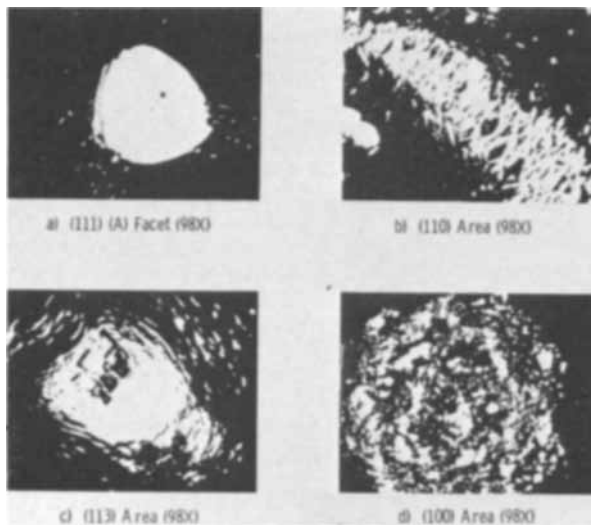 a) (111) (A) Facet (98X)
b) (110) Area (98X)
c) (113) Area (98X)
d) (100) Area (98X)